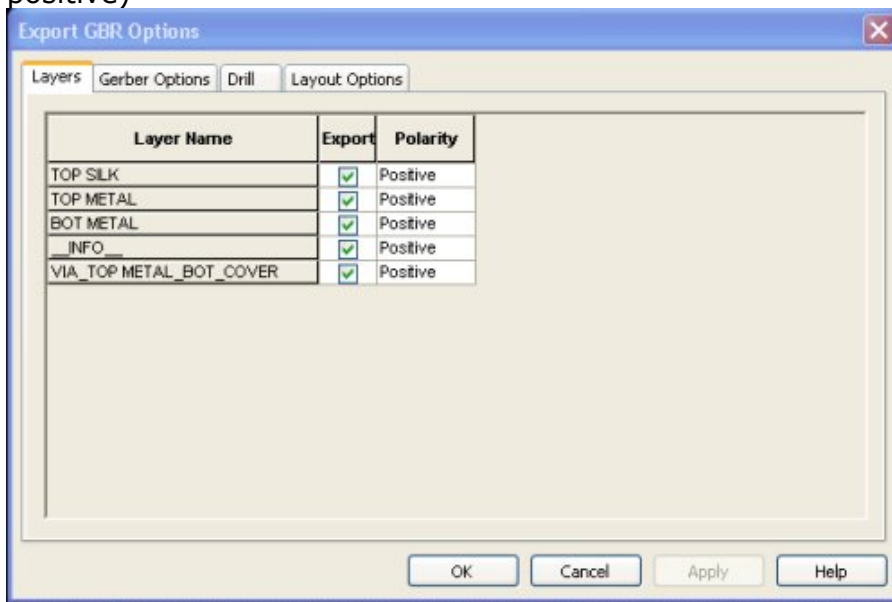 positive)
Export GBR Options
Layers Gerber Options Drill Layout Options
Layer Name Export Polarity
TOP SILK Positive
TOP METAL Positive
BOT METAL Positive
__INFO__ Positive
VIA_TOP METAL_BOT_COVER Positive
OK Cancel Apply Help